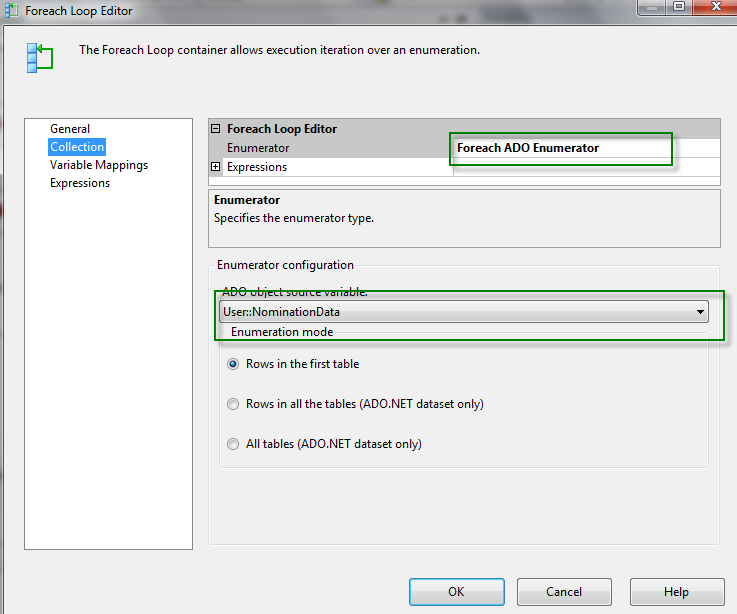 Foreach Loop Editor
The Foreach Loop container allows execution iteration over an enumeration.
General
Collection
Variable Mappings
Expressions
Foreach Loop Editor
Enumerator Foreach ADO Enumerator
Expressions
Enumerator
Specifies the enumerator type.
Enumerator configuration
ADO object source variable:
User::NominationData
Enumeration mode
Rows in the first table
Rows in all the tables (ADO.NET dataset only)
All tables (ADO.NET dataset only)
OK Cancel Help